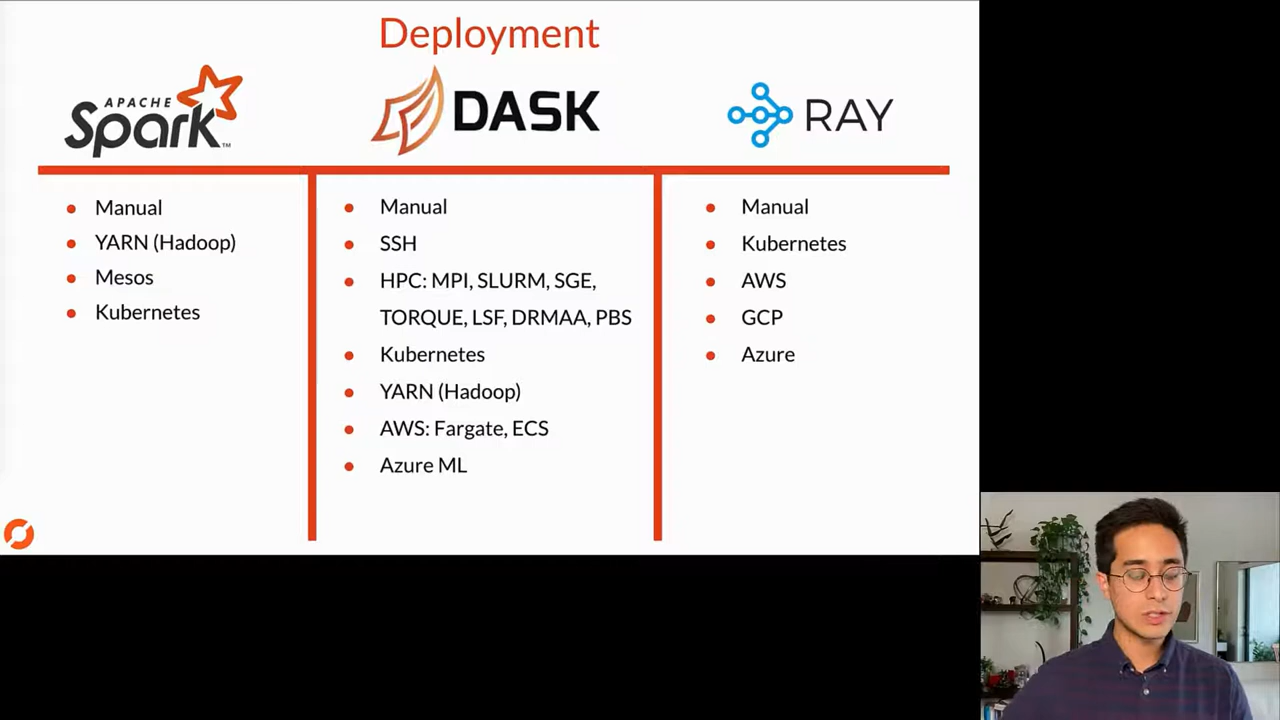 Deployment
APACHE
Spark™
DASK
RAY
• Manual
• YARN (Hadoop)
• Mesos
• Kubernetes
• Manual
• SSH
• HPC: MPI, SLURM, SGE,
TORQUE, LSF, DRMAA, PBS
• Kubernetes
• YARN (Hadoop)
• AWS: Fargate, ECS
• Azure ML
• Manual
• Kubernetes
• AWS
• GCP
• Azure